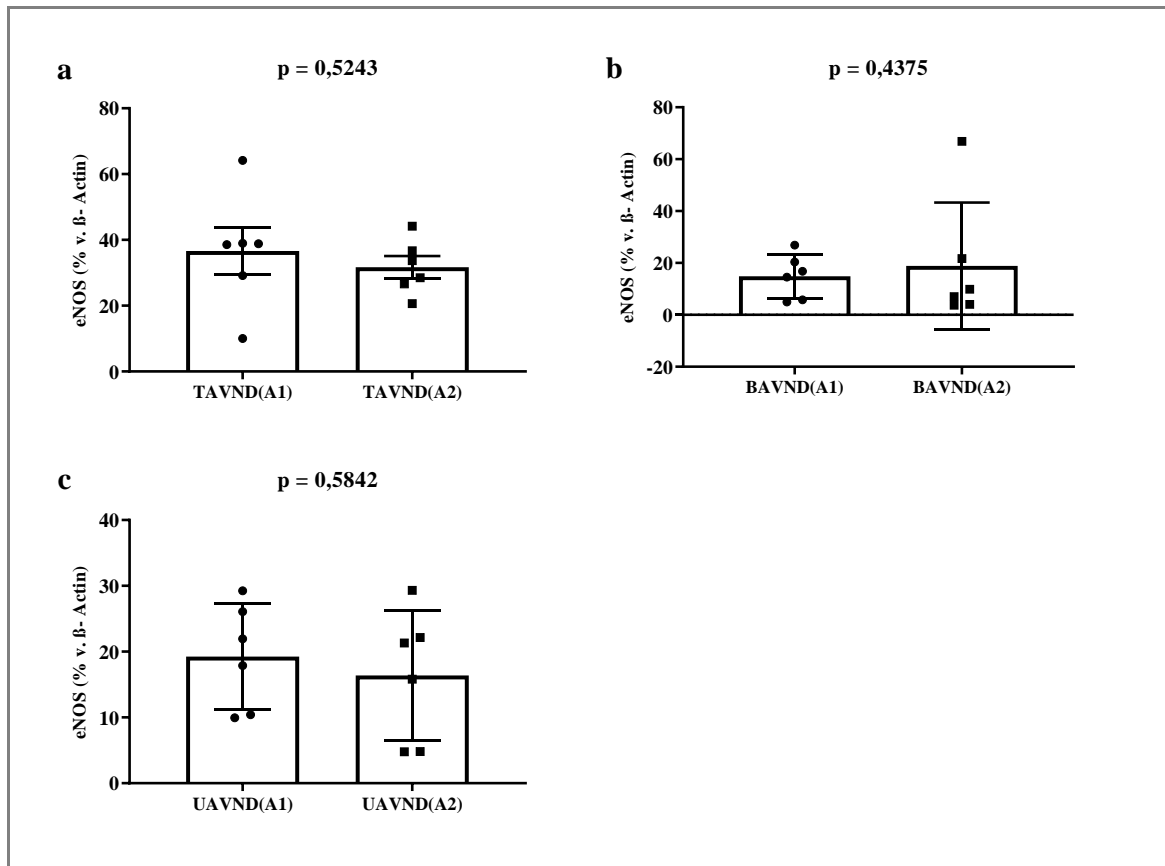 a
p = 0,5243
eNOS (% v. ß- Actin)
80
60
40
20
0
TAVND(A1) TAVND(A2)
b
p = 0,4375
eNOS (% v. ß- Actin)
80
60
40
20
0
-20
BAVND(A1) BAVND(A2)
c
p = 0,5842
eNOS (% v. ß- Actin)
40
30
20
10
0
UAVND(A1) UAVND(A2)